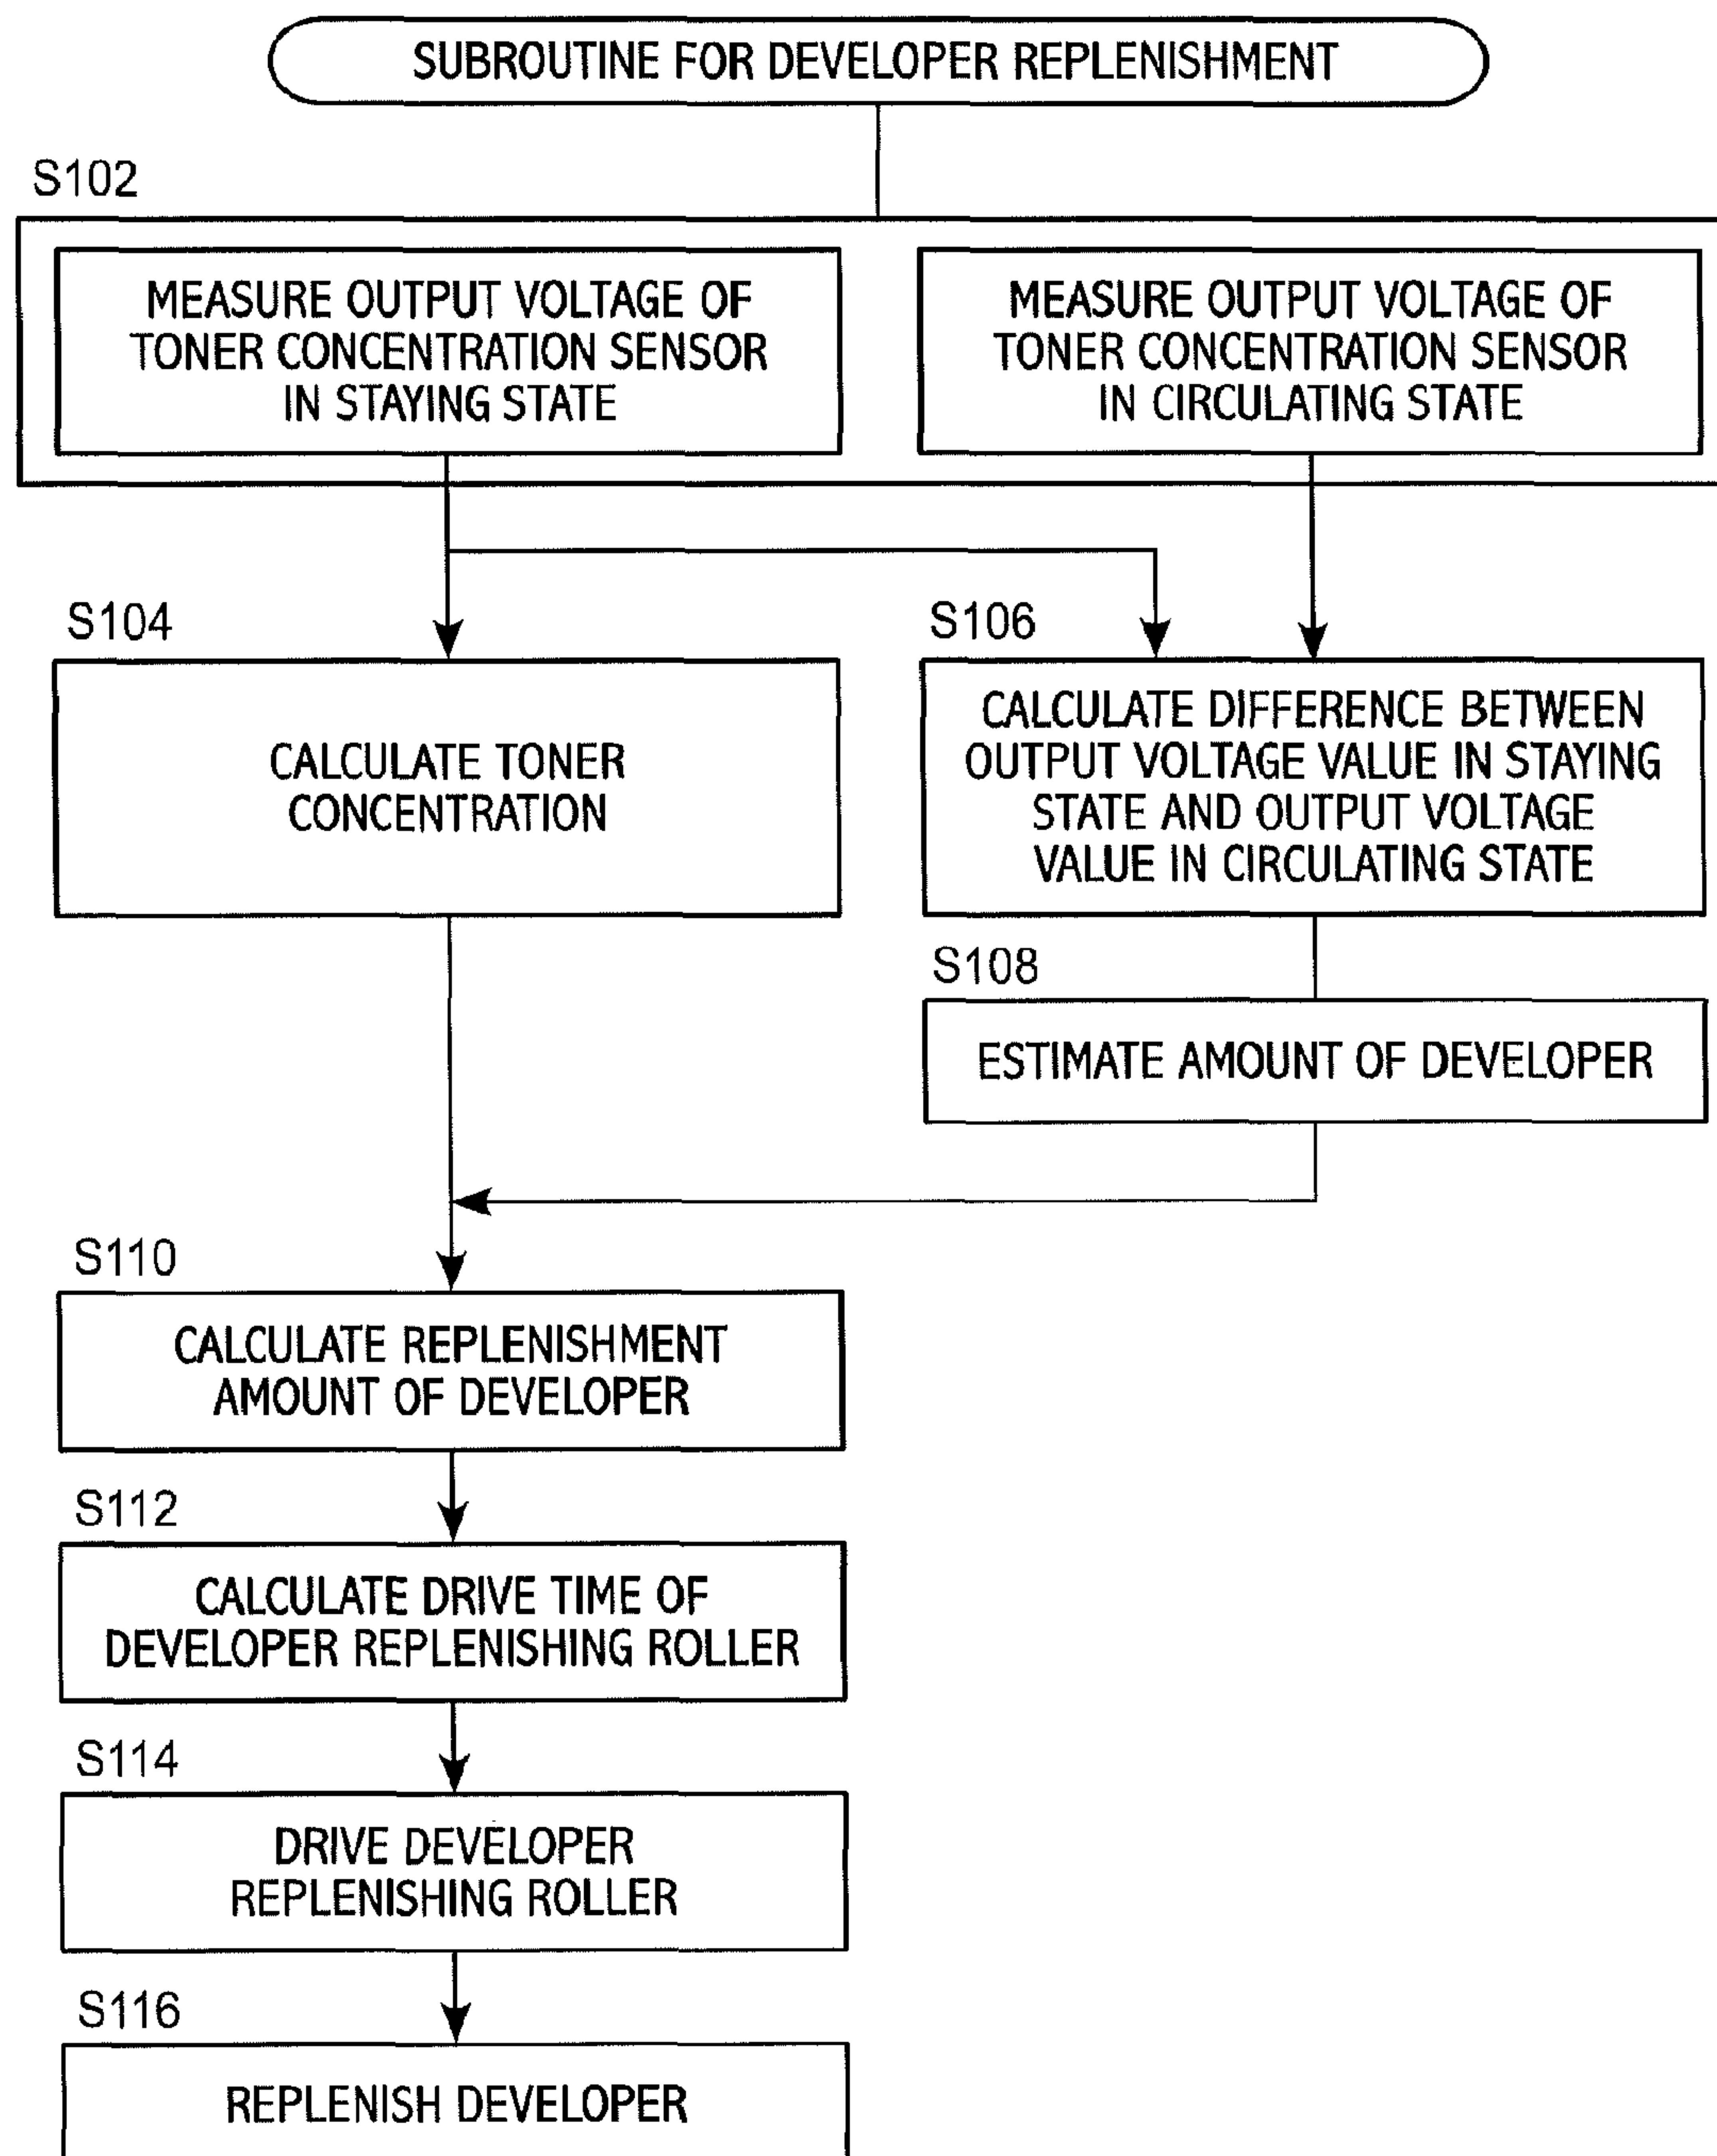 SUBROUTINE FOR DEVELOPER REPLENISHMENT
S102
MEASURE OUTPUT VOLTAGE OF
TONER CONCENTRATION SENSOR
IN STAYING STATE
MEASURE OUTPUT VOLTAGE OF
TONER CONCENTRATION SENSOR
IN CIRCULATING STATE
S104
CALCULATE TONER
CONCENTRATION
S106
CALCULATE DIFFERENCE BETWEEN
OUTPUT VOLTAGE VALUE IN STAYING
STATE AND OUTPUT VOLTAGE
VALUE IN CIRCULATING STATE
S108
ESTIMATE AMOUNT OF DEVELOPER
S110
CALCULATE REPLENISHMENT
AMOUNT OF DEVELOPER
S112
CALCULATE DRIVE TIME OF
DEVELOPER REPLENISHING ROLLER
S114
DRIVE DEVELOPER
REPLENISHING ROLLER
S116
REPLENISH DEVELOPER